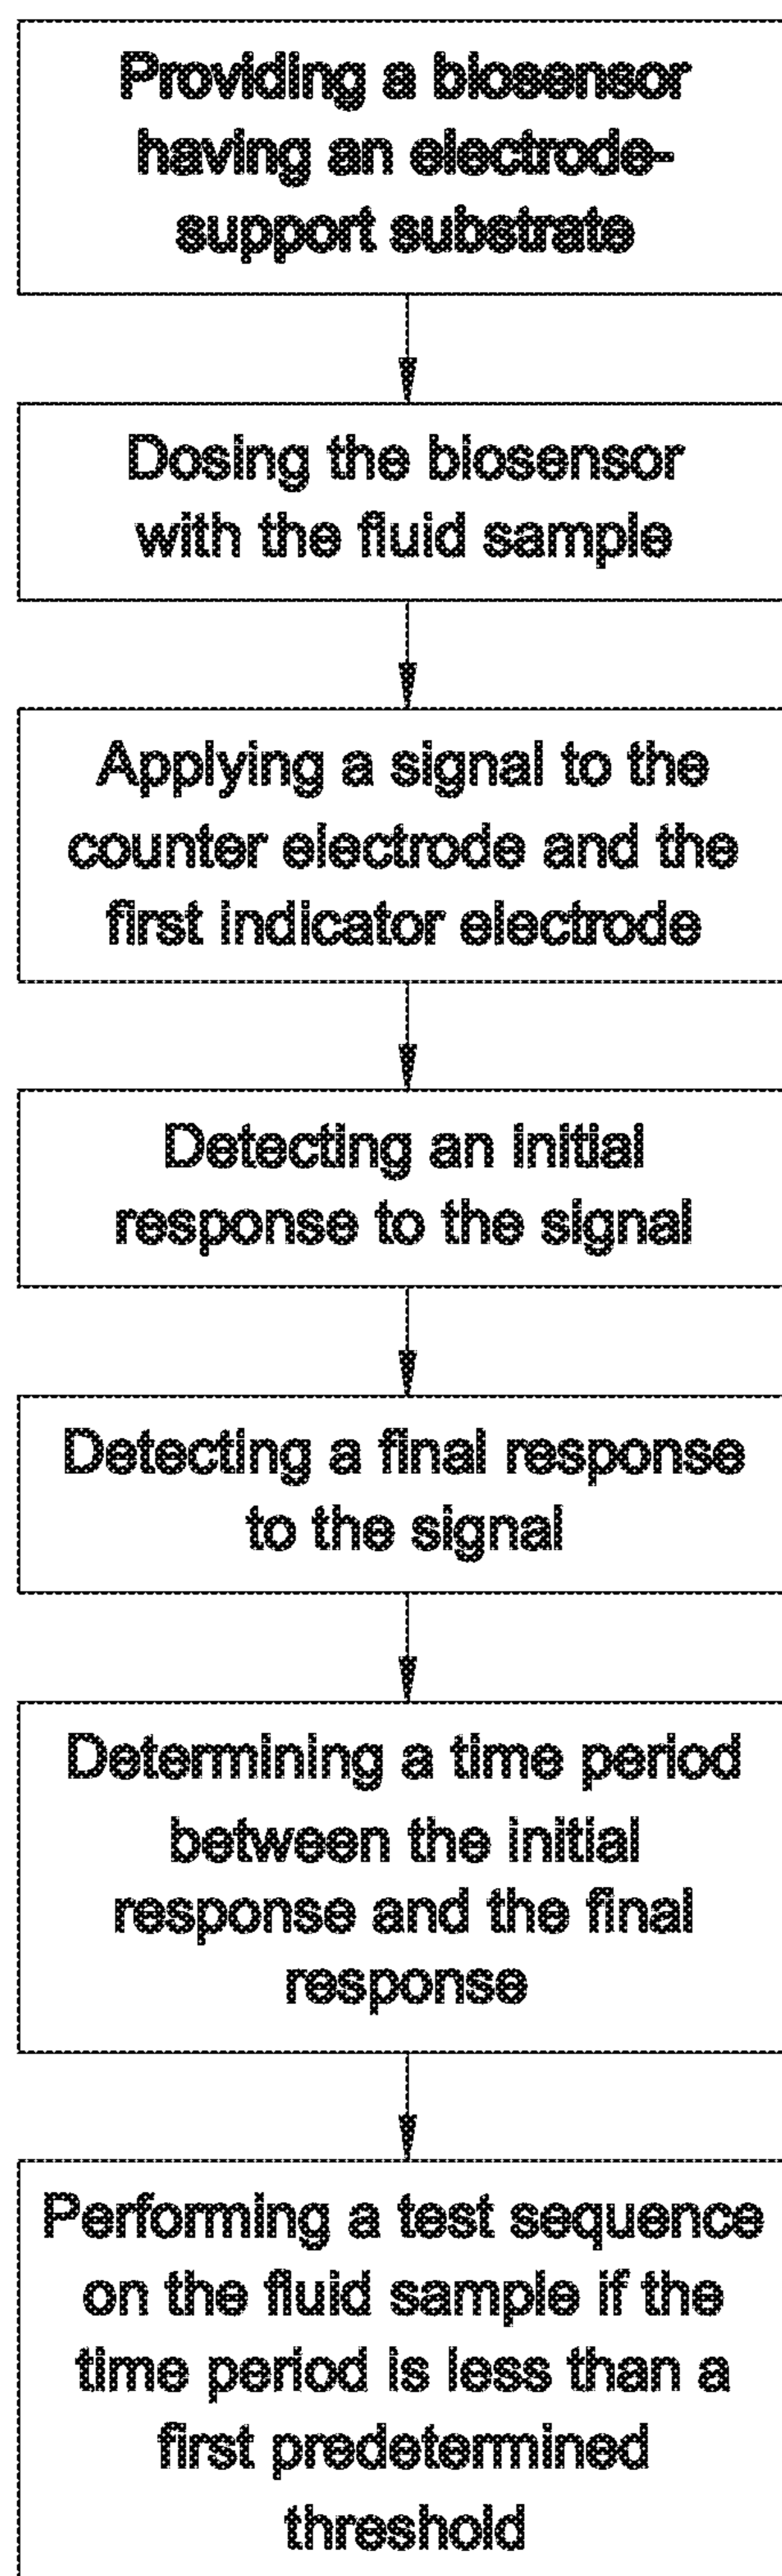 Providing a biosensor
having an electrode-
support substrate
Dosing the biosensor
with the fluid sample
Applying a signal to the
counter electrode and the
first indicator electrode
Detecting an initial
response to the signal
Detecting a final response
to the signal
Determining a time period
between the initial
response and the final
response
Performing a test sequence
on the fluid sample if the
time period is less than a
first predetermined
threshold